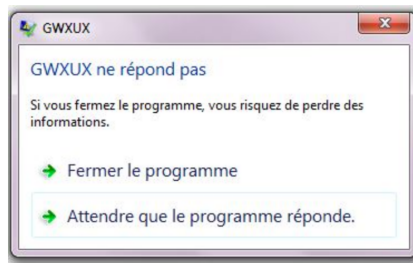 GWXUX
GWXUX ne répond pas
Si vous fermez le programme, vous risquez de perdre des
informations.
Fermer le programme
Attendre que le programme réponde.